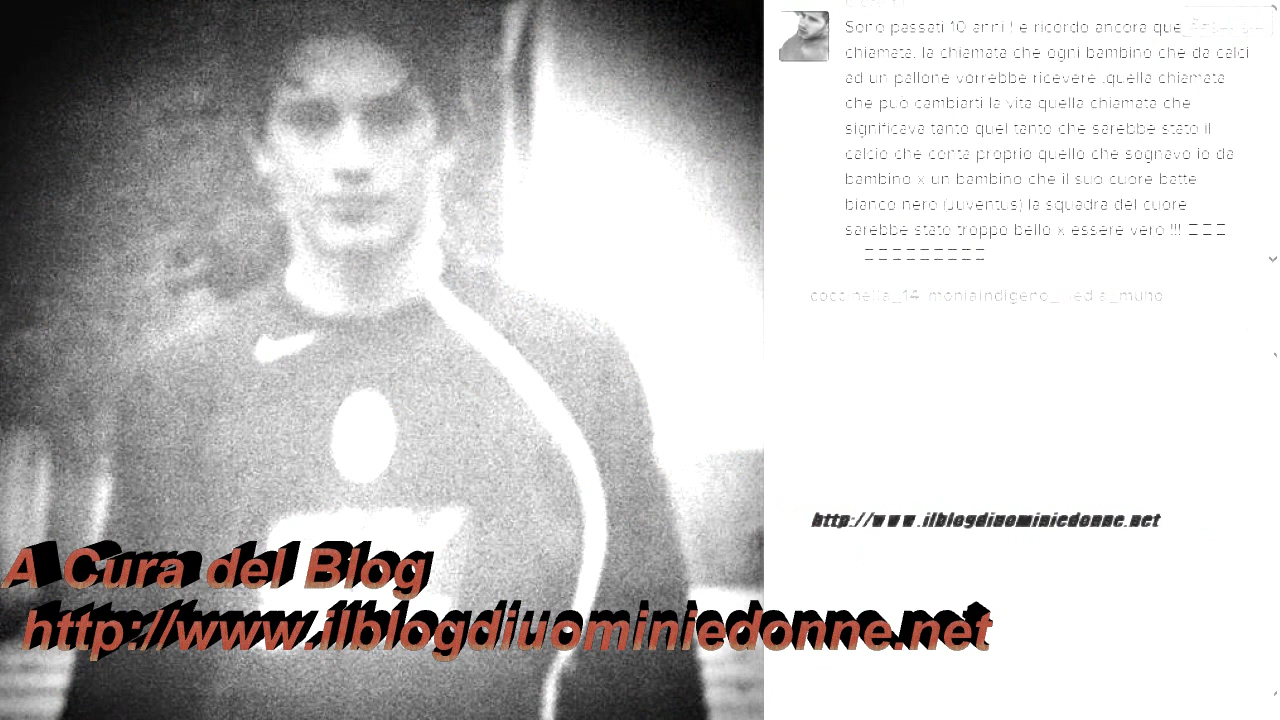 Sono passati 10 anni ! e ricordo ancora
chiamata. la chiamata che ogni bambino che da calci
ad un pallone vorrebbe ricevere .quella chiamata
che puo cambiarti la vita quella chiamata che
significava tanto quel tanto che sarebbe stato il
calcio che conta proprio quello che sognavo io da
bambino x un bambino che il suo cuore batte
bianco nero (Juventus) la squadra del cuore
sarebbe stato troppo bello x essere vero !!!
moniaindigeno_
http://www.ilblogdiuominiedonne.net
A Cura del Blog
http://www.ilblogdiuominiedonne.net